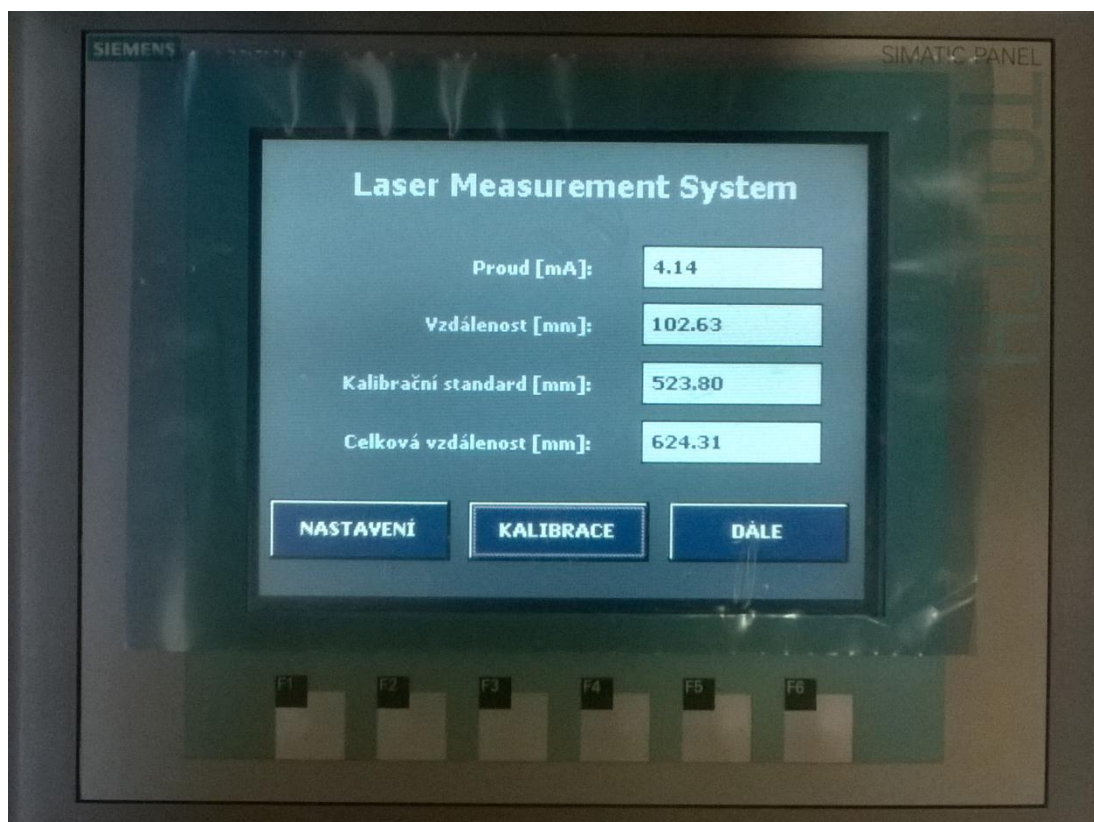 SIEMENS
SIMATIC PANEL
TOUCH
Laser Measurement System
Proud [mA]: 4.14
Vzdálenost [mm]: 102.63
Kalibrační standard [mm]: 523.80
Celková vzdálenost [mm]: 624.31
NASTAVENÍ KALIBRACE DÁLE
F1 F2 F3 F4 F5 F6